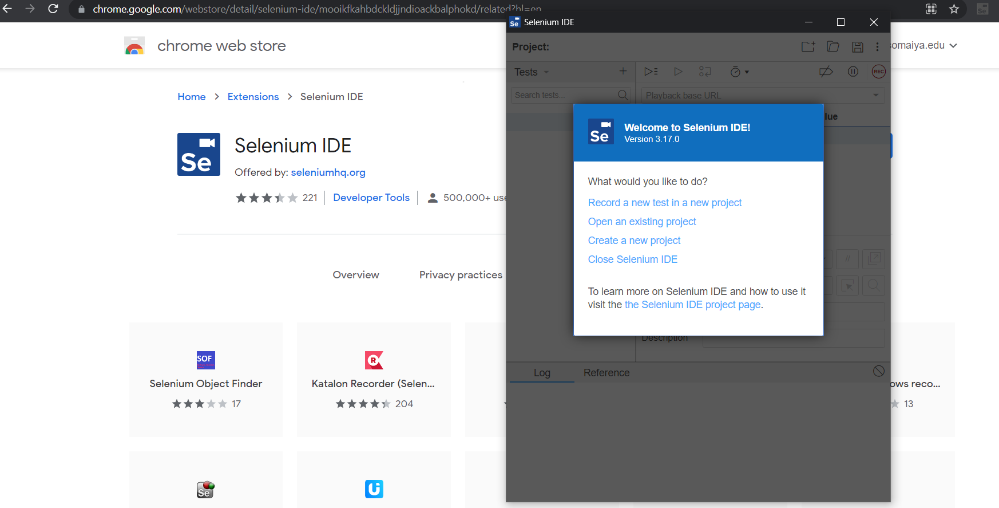 chrome.google.com/webstore/detail/selenium-ide/mooikfkahbdckldjjndioackbalphokd/related?hl=en
Se
Se
Selenium IDE
chrome web store
Project:
somaiya.edu
Tests
REC
Search tests...
Playback base URL
Home > Extensions > Selenium IDE
lue
Se
Selenium IDE
Offered by: seleniumhq.org
221
Developer Tools
500,000+ use
Se
Welcome to Selenium IDE!
Version 3.17.0
What would you like to do?
Record a new test in a new project
Open an existing project
Create a new project
Close Selenium IDE
To learn more on Selenium IDE and how to use it
visit the the Selenium IDE project page.
//
Description
Overview
Privacy practices
Log
Reference
SOF
Selenium Object Finder
17
R
Katalon Recorder (Selen...
204
ows reco...
13
Se